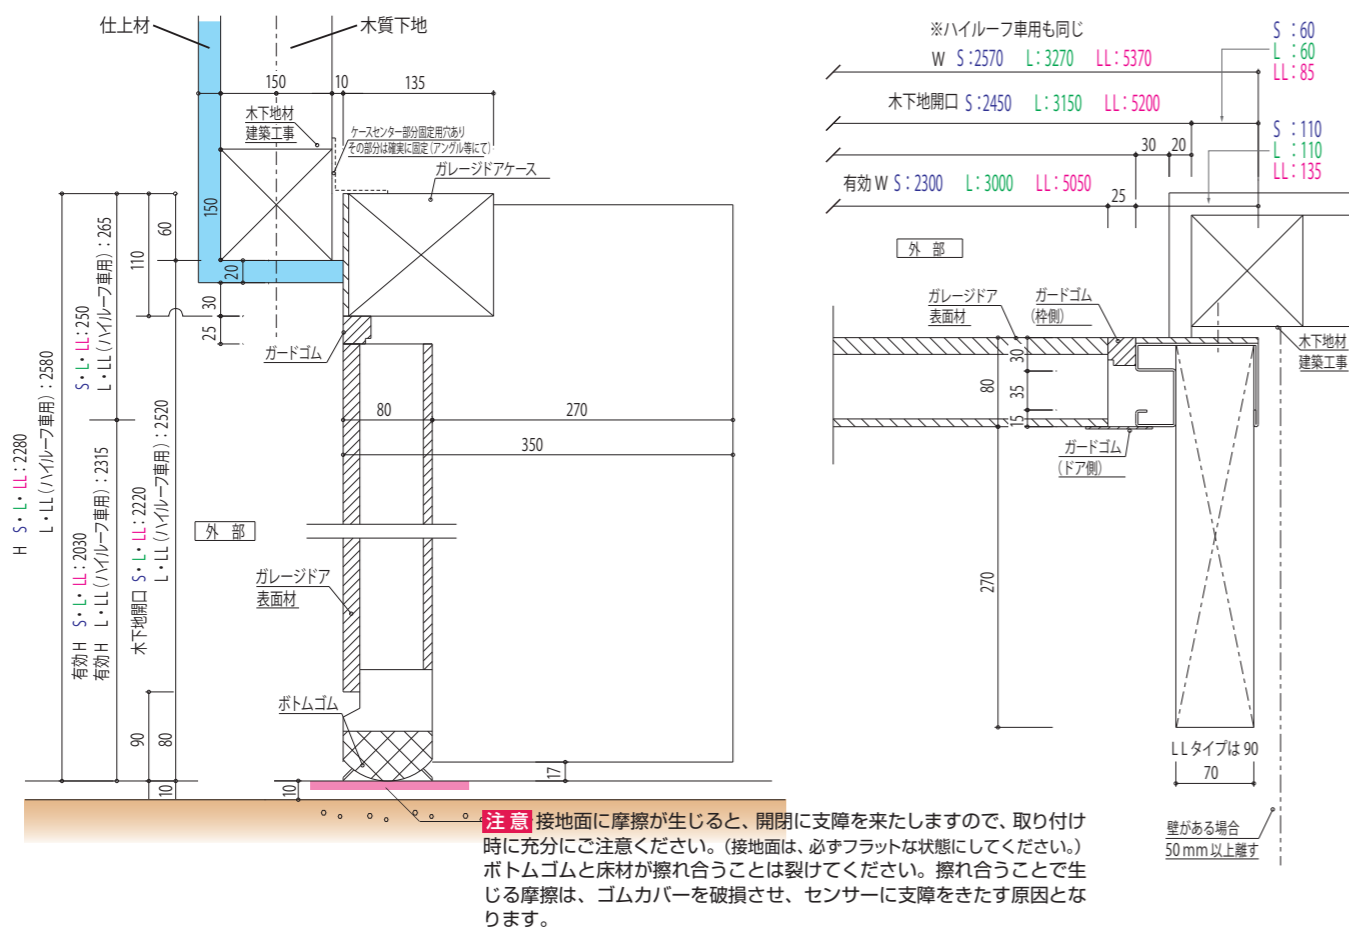 仕上材
木質下地
150
10
135
木下地材
建築工事
ケースセンター部分固定用穴あり
その部分は確実に固定(アングル等にて)
ガレージドアケース
150
20
60
110
30
25
ガードゴム
S・L・LL:250
L・LL(ハイルーフ車用):265
H S・L・LL:2280
L・LL(ハイルーフ車用):2580
有効H S・L・LL:2030
有効H L・LL(ハイルーフ車用):2315
木下地開口 S・L・LL:2220
L・LL(ハイルーフ車用):2520
80
270
350
外 部
ガレージドア
表面材
ボトムゴム
90
80
10
10
17
注 意 接地面に摩擦が生じると、開閉に支障を来たしますので、取り付け
時に充分にご注意ください。(接地面は、必ずフラットな状態にしてください。)
ボトムゴムと床材が擦れ合うことは裂けてください。擦れ合うことで生
じる摩擦は、ゴムカバーを破損させ、センサーに支障をきたす原因とな
ります。
※ハイルーフ車用も同じ
W S:2570 L:3270 LL:5370
S :60
L :60
LL:85
木下地開口 S:2450 L:3150 LL:5200
S :110
L :110
LL:135
30
20
有効W S:2300 L:3000 LL:5050
25
外 部
ガレージドア
表面材
ガードゴム
(枠側)
木下地材
建築工事
30
80
35
15
ガードゴム
(ドア側)
270
LLタイプは90
70
壁がある場合
50mm以上離す